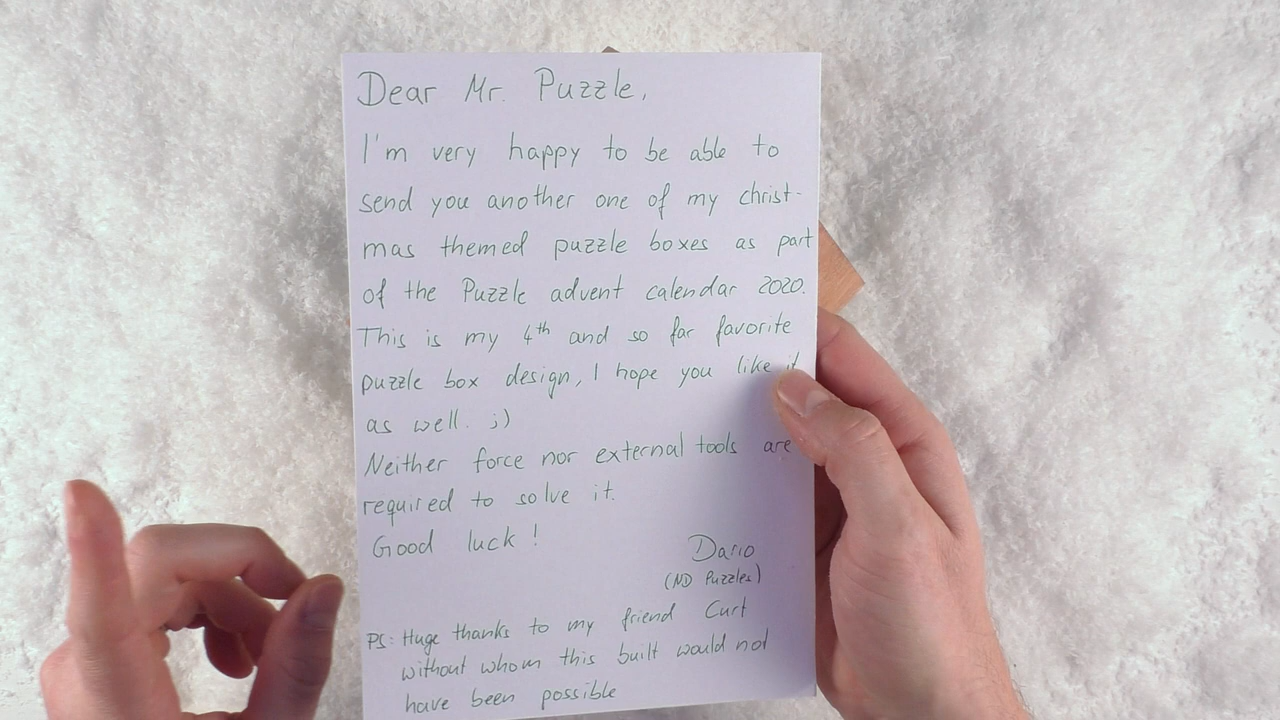 Dear Mr. Puzzle,
I'm very happy to be able to
send you another one of my christ-
mas themed puzzle boxes as part
of the Puzzle advent calendar 2020.
This is my 4th and so far favorite
puzzle box design, I hope you like it
as well. ;)
Neither force nor external tools are
required to solve it.
Good luck!
Dario
(ND Puzzles)
PS: Huge thanks to my friend Curt
without whom this built would not
have been possible